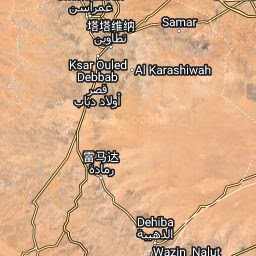 غمراسن
Samar
塔塔维纳
تطاوين
Ksar Ouled
Debbab
قصر
أولاد دباب
Al Karashiwah
雷马达
رمادة
Dehiba
الذهيبة
Wazin
Nalut